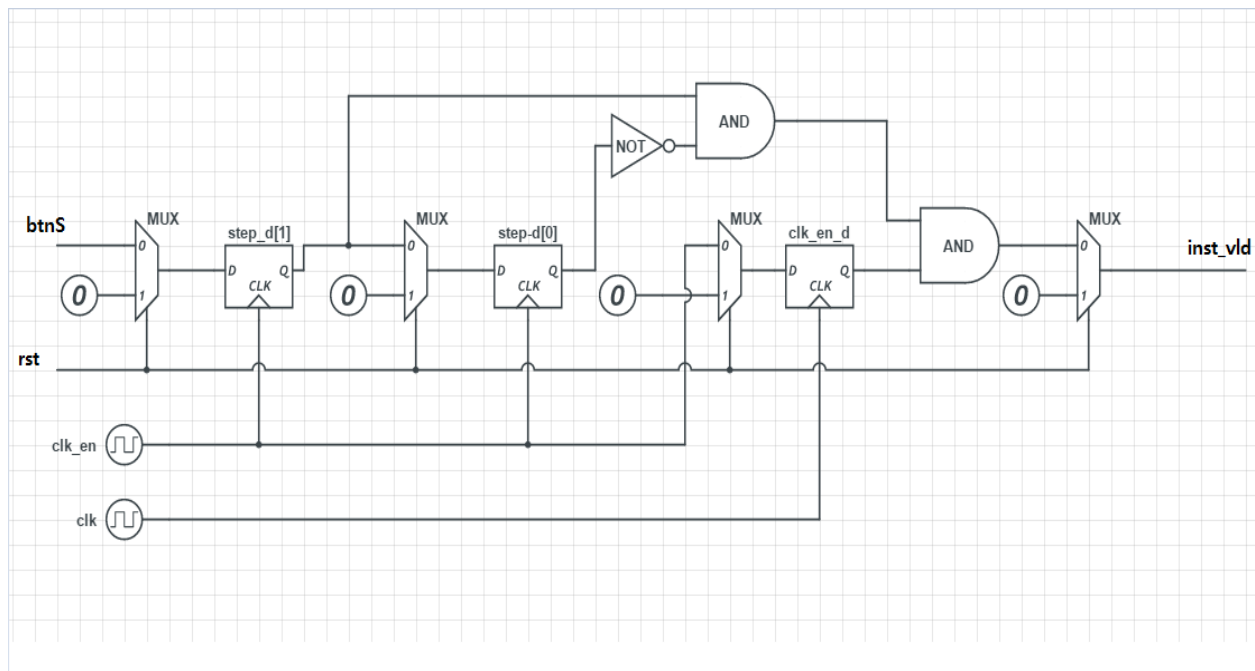 AND
NOT
btnS
MUX
0
1
0
step_d[1]
D
Q
CLK
MUX
0
1
0
step-d[0]
D
Q
CLK
MUX
0
1
0
clk_en_d
D
Q
CLK
AND
MUX
0
1
0
inst_vld
rst
clk_en
clk